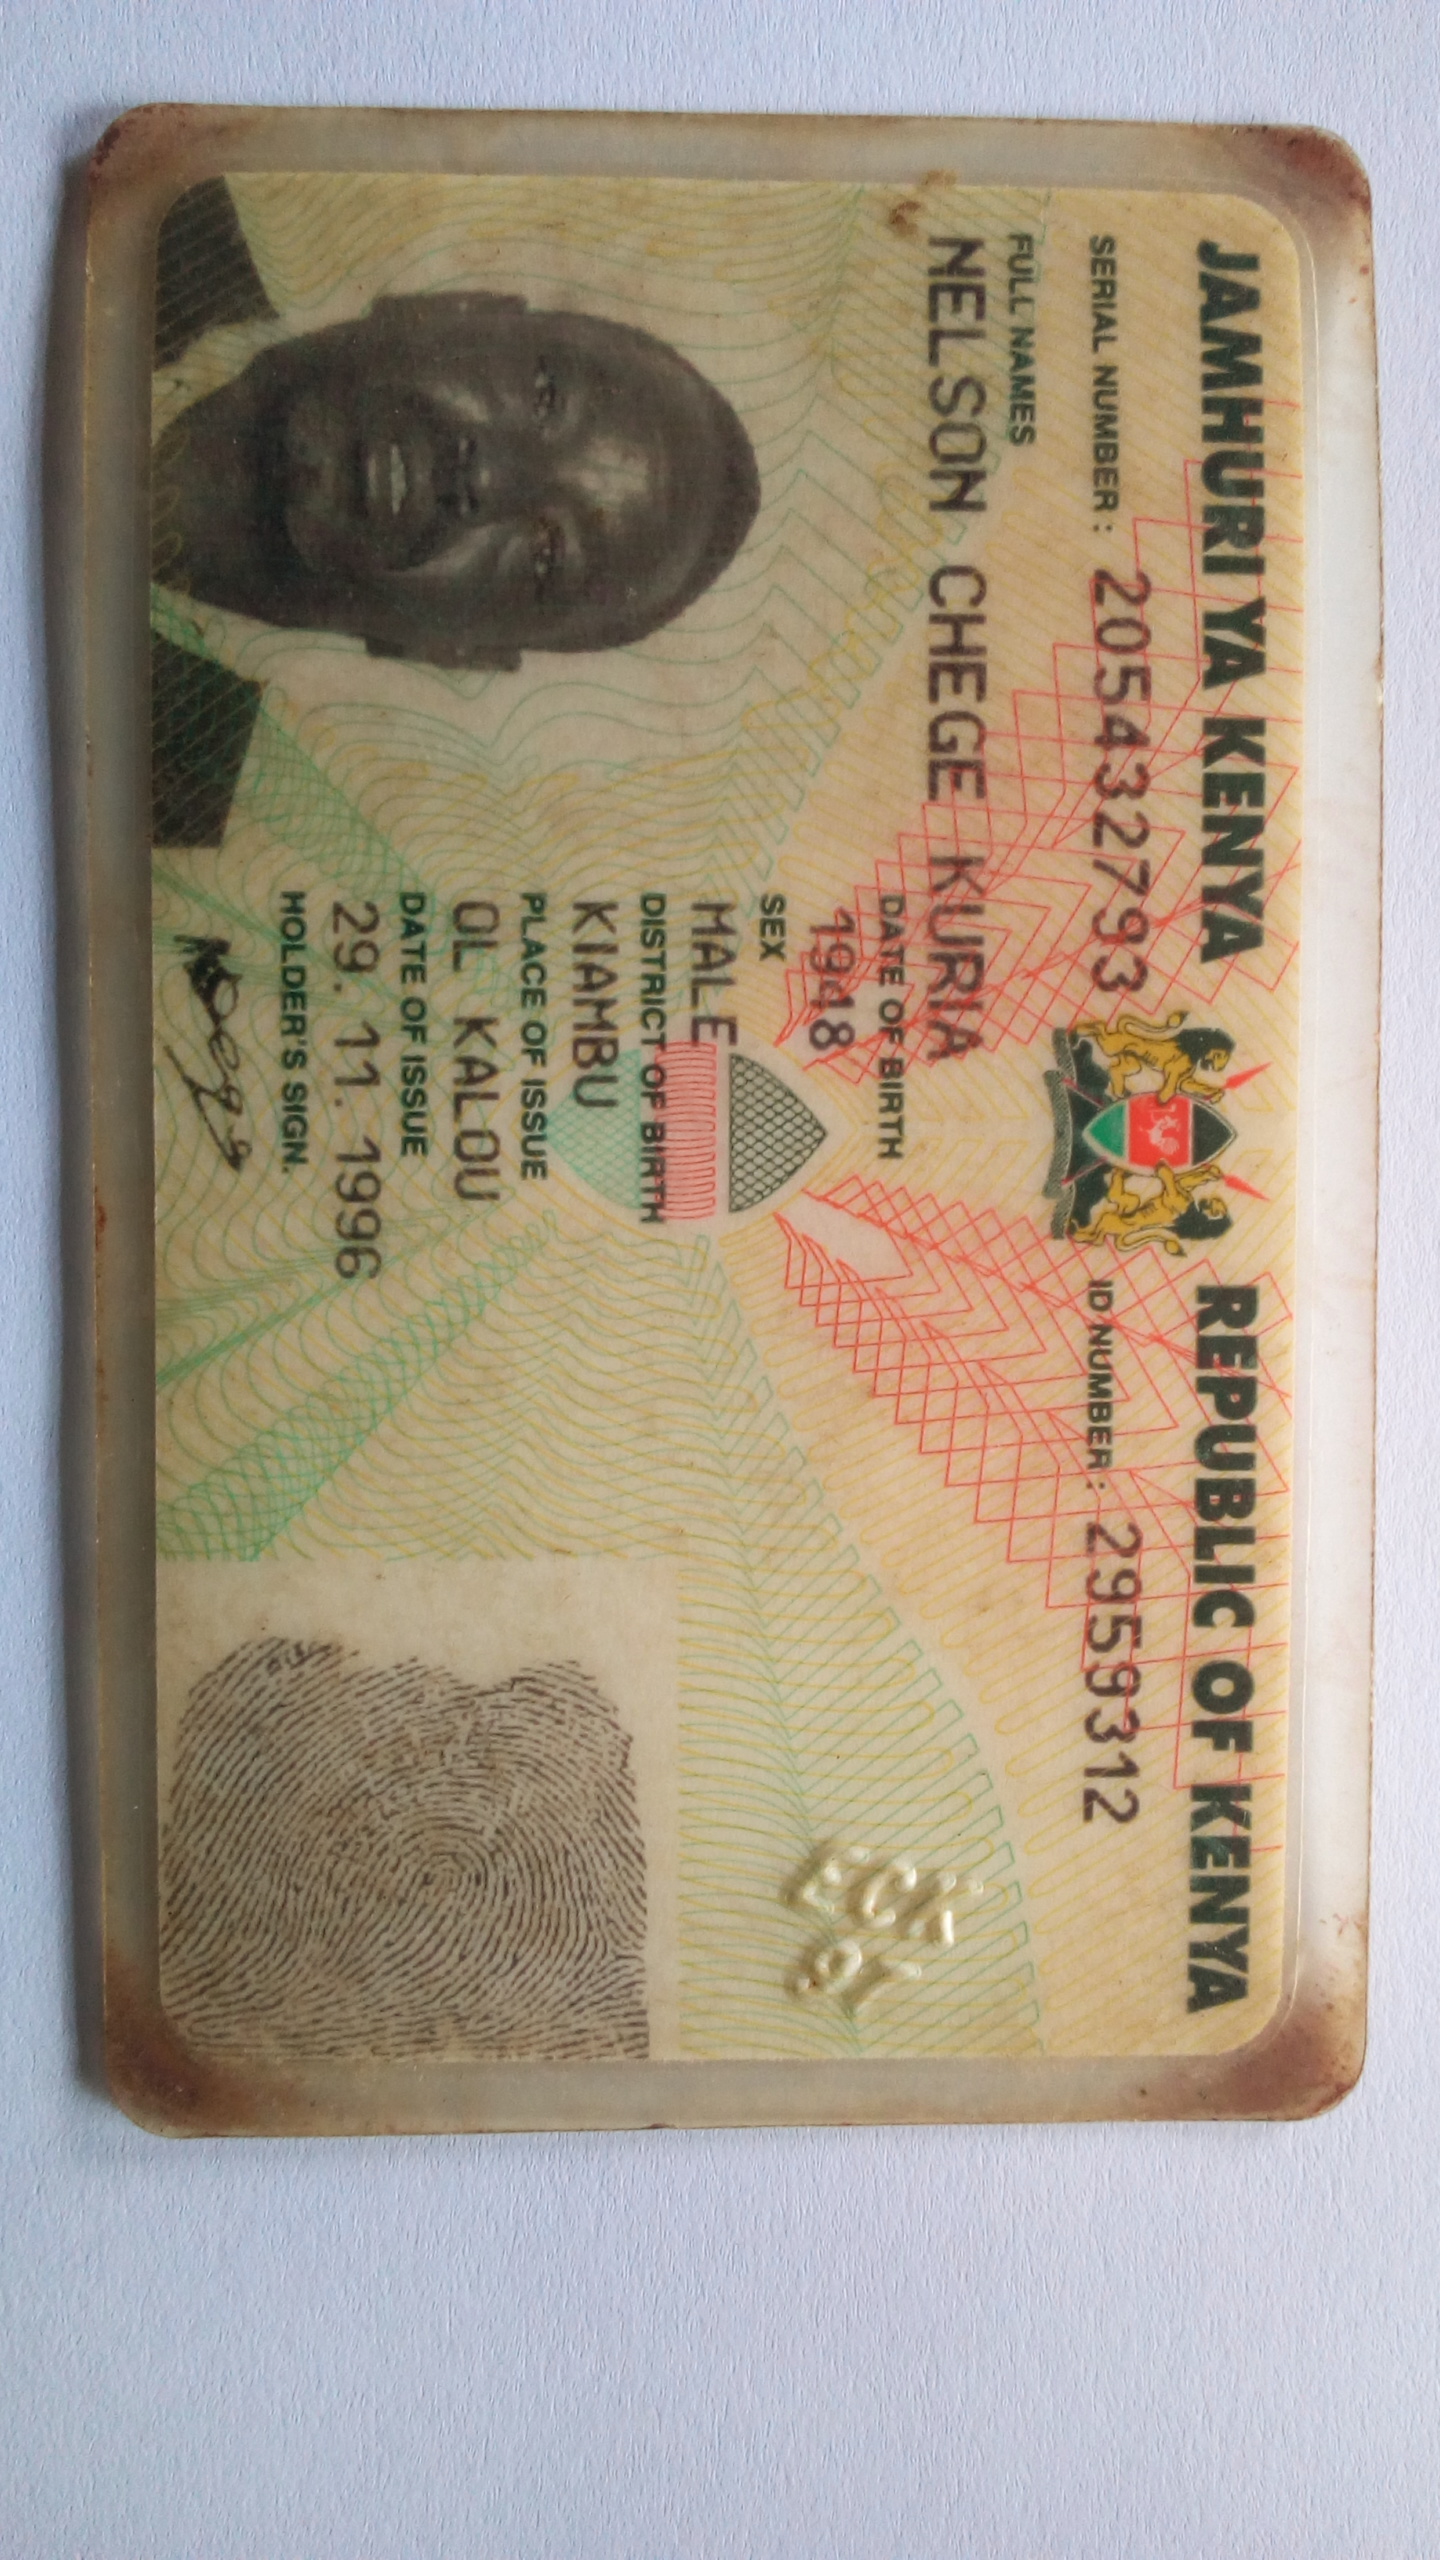 JAMHURI YA KENYA REPUBLIC OF KENYA
SERIAL NUMBER : 205432793 ID NUMBER : 2959312
FULL NAMES
NELSON CHEGE KURIA
DATE OF BIRTH
1948
SEX
MALE
DISTRICT OF BIRTH
KIAMBU
PLACE OF ISSUE
OL KALOU
DATE OF ISSUE
29. 11. 1996
HOLDER'S SIGN.
ECK
97